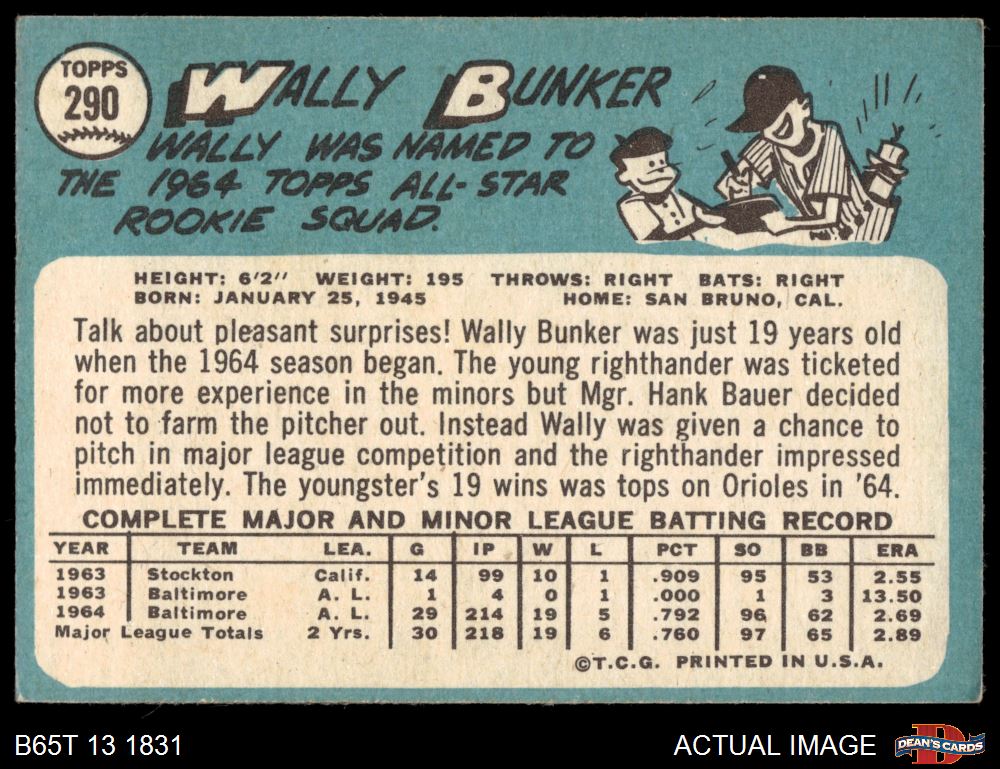 TOPPS
290
WALLY BUNKER
WALLY WAS NAMED TO
THE 1964 TOPPS ALL-STAR
ROOKIE SQUAD.
HEIGHT: 6'2" WEIGHT: 195 THROWS: RIGHT BATS: RIGHT
BORN: JANUARY 25, 1945 HOME: SAN BRUNO, CAL.
Talk about pleasant surprises! Wally Bunker was just 19 years old
when the 1964 season began. The young righthander was ticketed
for more experience in the minors but Mgr. Hank Bauer decided
not to farm the pitcher out. Instead Wally was given a chance to
pitch in major league competition and the righthander impressed
immediately. The youngster's 19 wins was tops on Orioles in '64.
COMPLETE MAJOR AND MINOR LEAGUE BATTING RECORD
YEAR TEAM LEA. G IP W L PCT SO BB ERA
1963 Stockton Calif. 14 99 10 1 .909 95 53 2.55
1963 Baltimore A. L. 1 4 0 1 .000 1 3 13.50
1964 Baltimore A. L. 29 214 19 5 .792 96 62 2.69
Major League Totals 2 Yrs. 30 218 19 6 .760 97 65 2.89
©T.C.G. PRINTED IN U.S.A.
B65T 13 1831 ACTUAL IMAGE DEAN'S CARDS